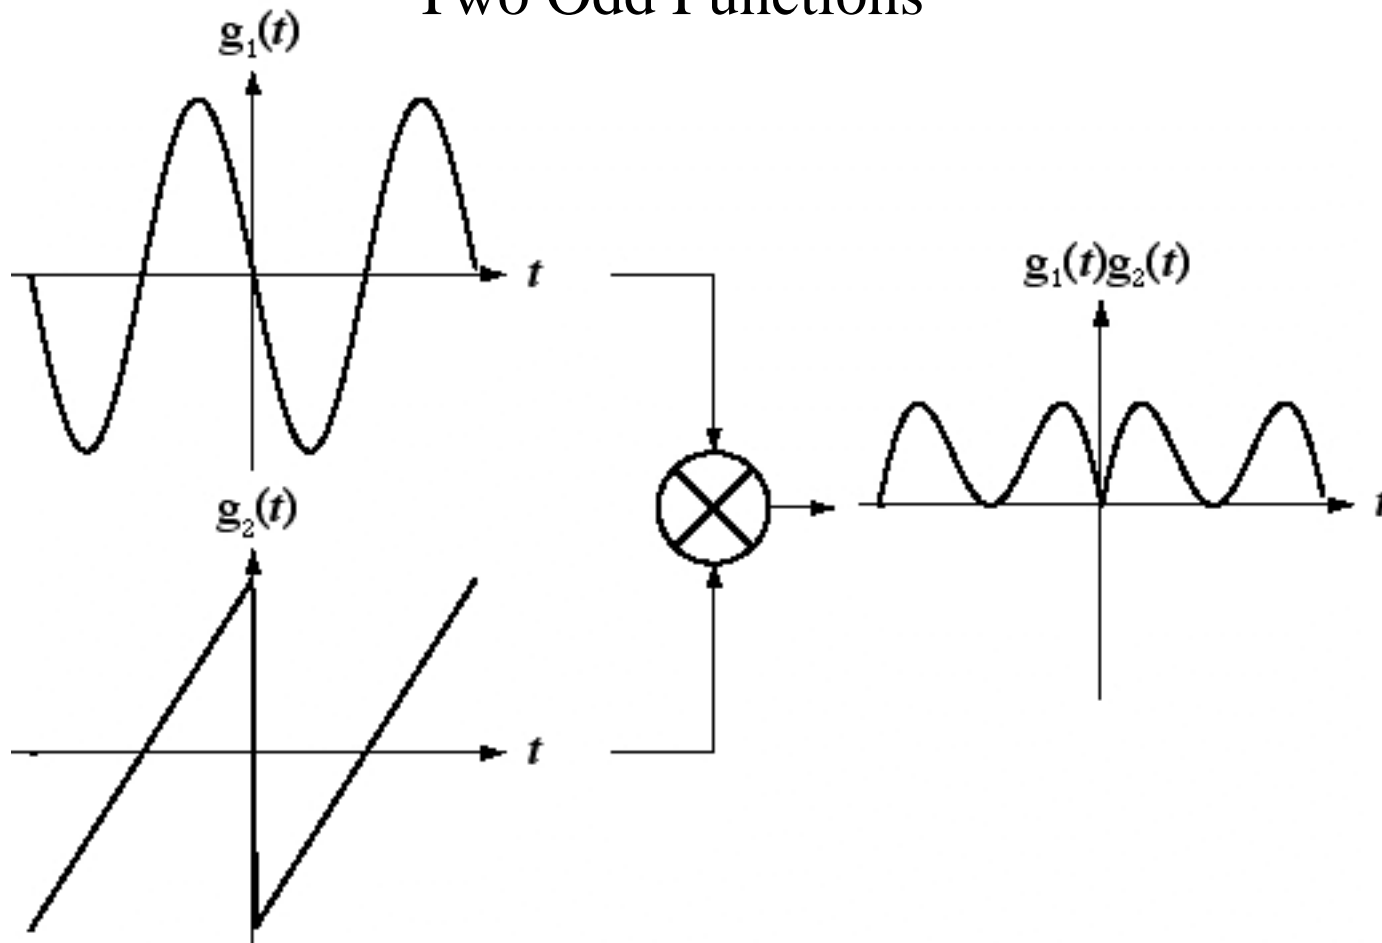 Two Odd Functions
g₁(t)
t
g₁(t)g₂(t)
g₂(t)
t
t